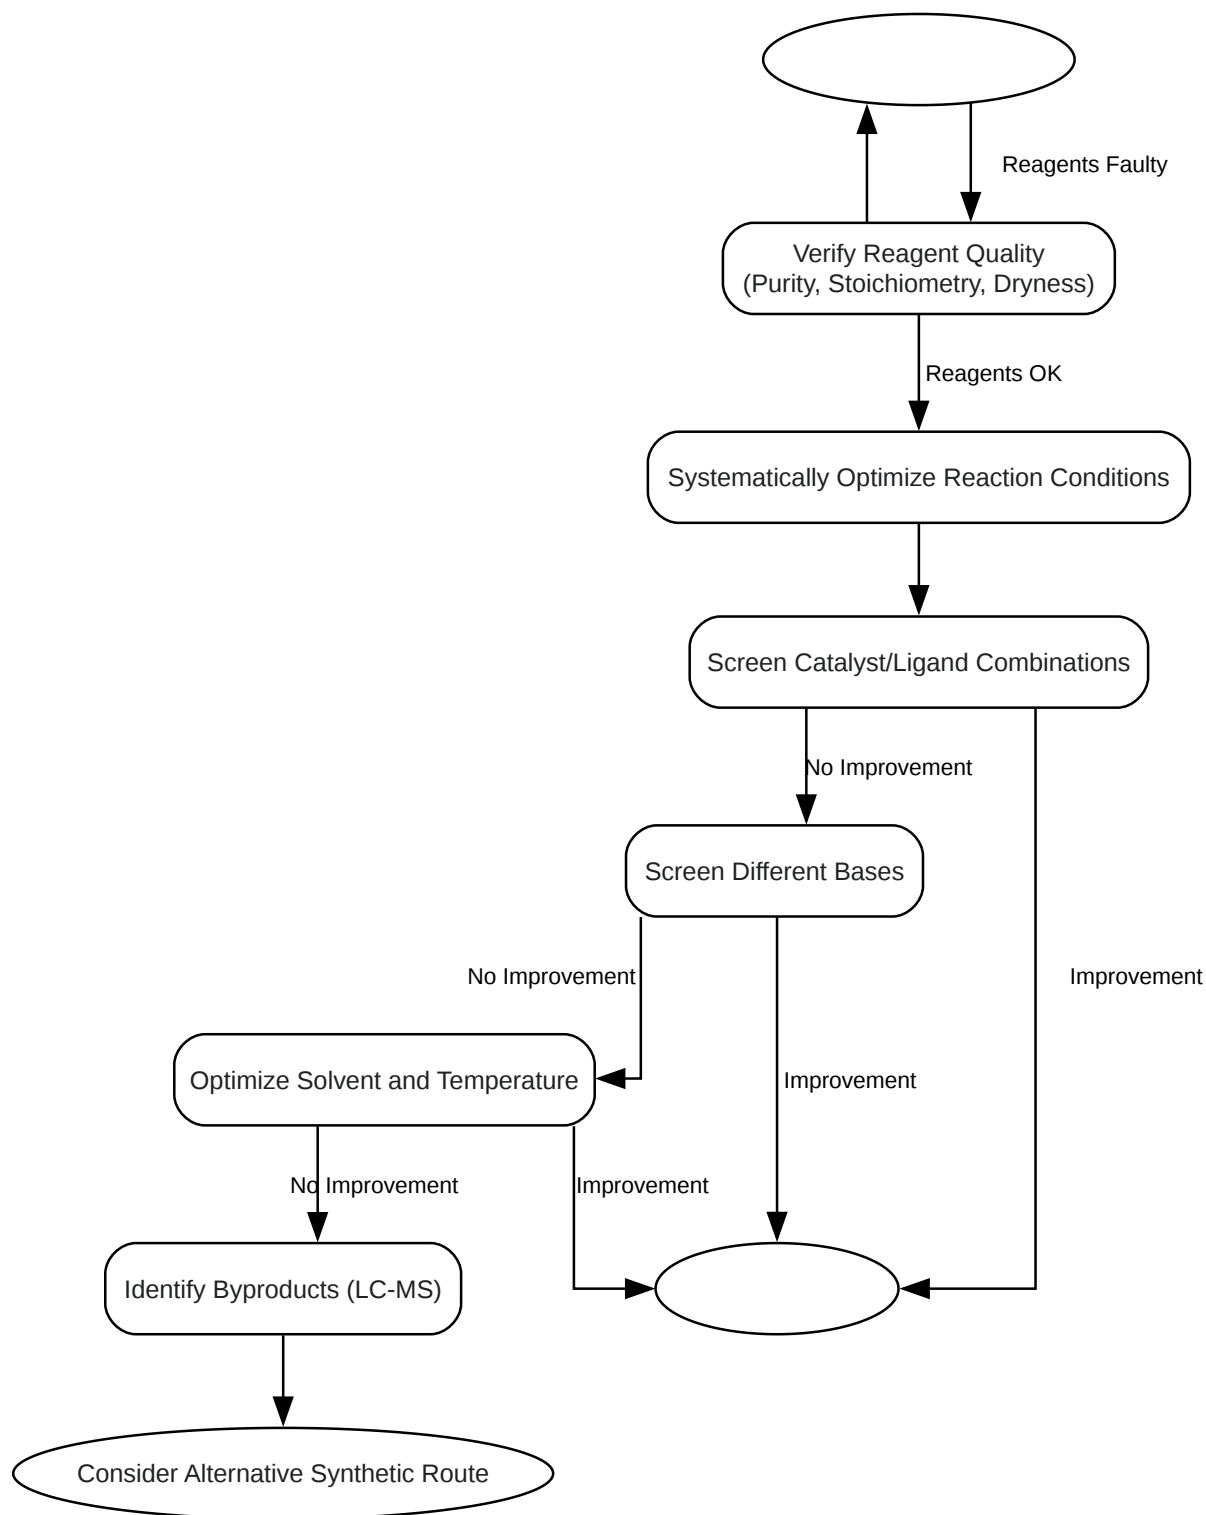 Reagents Faulty
Verify Reagent Quality
(Purity, Stoichiometry, Dryness)
Reagents OK
Systematically Optimize Reaction Conditions
Screen Catalyst/Ligand Combinations
No Improvement
Screen Different Bases
No Improvement
Improvement
Optimize Solvent and Temperature
Improvement
No Improvement
Improvement
Identify Byproducts (LC-MS)
Consider Alternative Synthetic Route